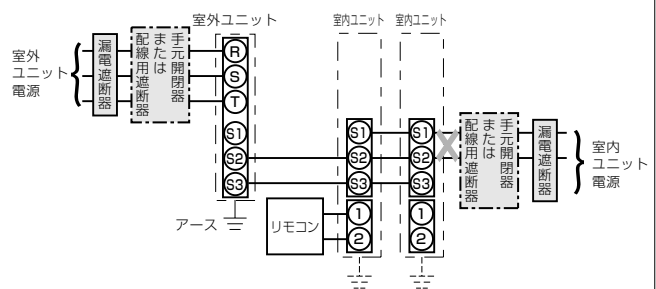 室外ユニット
室内ユニット
室内ユニット
室外
ユニット
電源
漏電遮断器
手元開閉器
または
配線用遮断器
R
S
T
S1
S2
S3
アース
リモコン
S1
S2
S3
1
2
S1
S2
S3
1
2
手元開閉器
または
配線用遮断器
漏電遮断器
室内
ユニット
電源